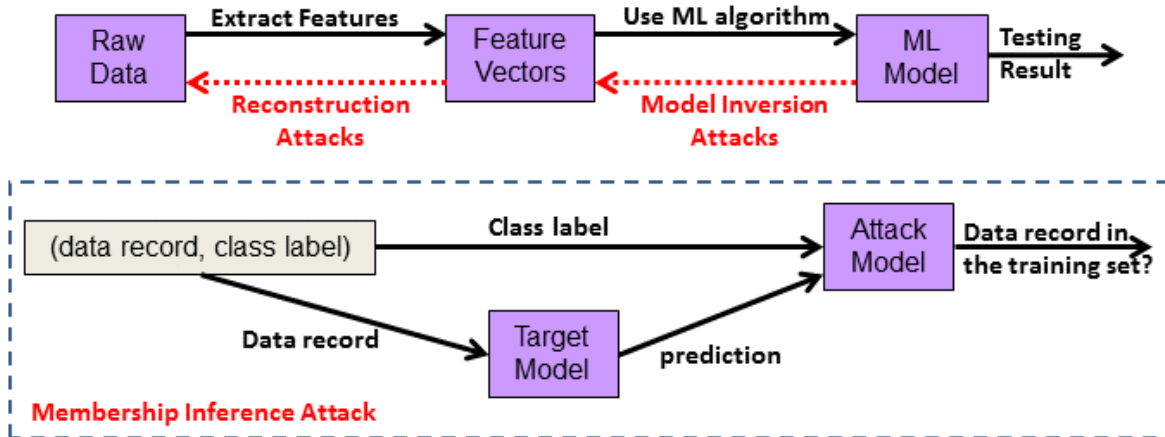 Extract Features
Use ML algorithm
Raw
Data
Feature
Vectors
ML
Model
Testing
Result
Reconstruction
Attacks
Model Inversion
Attacks
(data record, class label)
Class label
Attack
Model
Data record in
the training set?
Data record
Target
Model
prediction
Membership Inference Attack